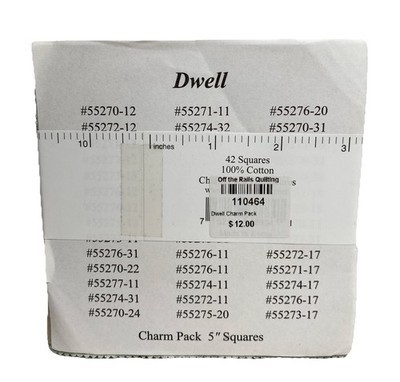 Dwell
#55270-12 #55271-11 #55276-20
#55272-12 #55274-32 #55270-31
10 inches 1 2 3
42 Squares
100% Cotton
Off the Rails Quilting
110464
Dwell Charm Pack
$12.00
7
#55276-31 #55272-17
#55270-22 #55276-11 #55271-17
#55277-11 #55274-11 #55274-17
#55274-31 #55272-11 #55276-17
#55270-24 #55275-20 #55273-17
Charm Pack 5" Squares